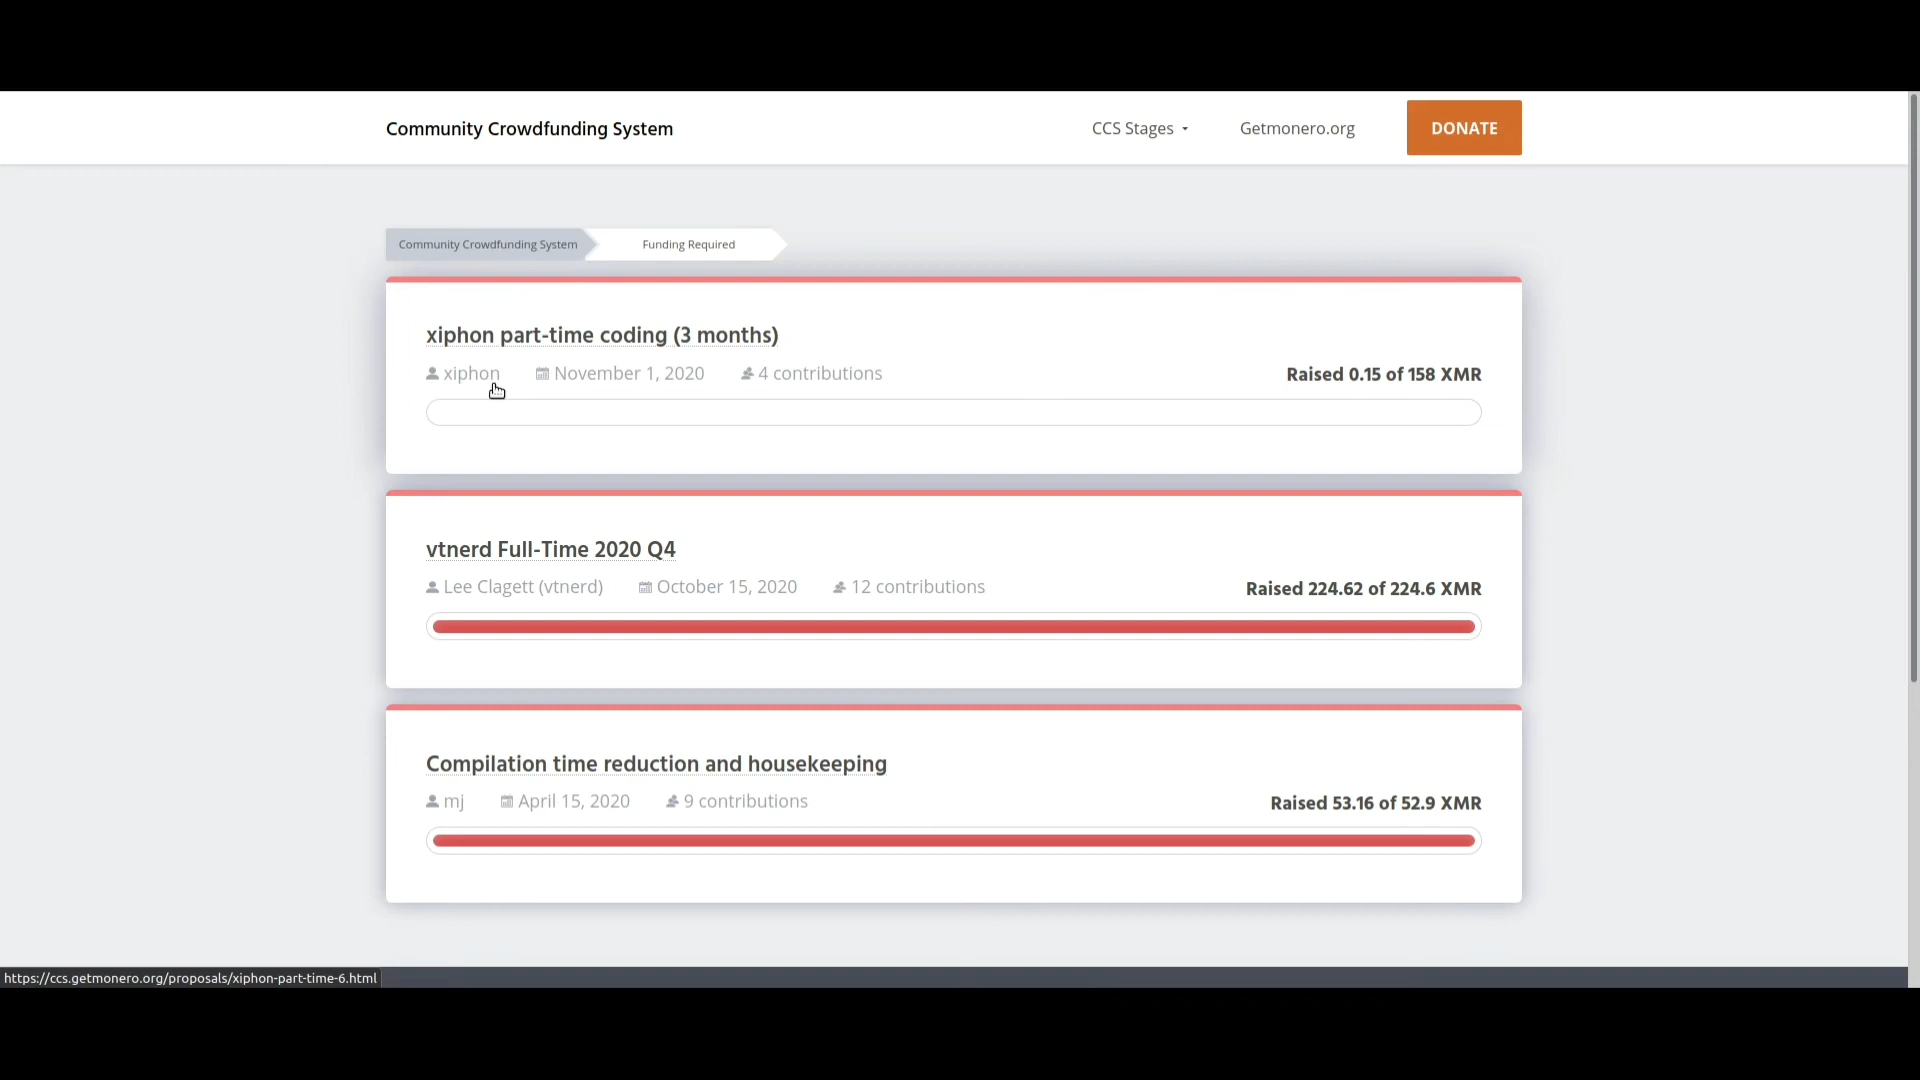 Community Crowdfunding System
CCS Stages
Getmonero.org
DONATE
Community Crowdfunding System
Funding Required
xiphon part-time coding (3 months)
xiphon November 1, 2020 4 contributions
Raised 0.15 of 158 XMR
vtnerd Full-Time 2020 Q4
Lee Clagett (vtnerd) October 15, 2020 12 contributions
Raised 224.62 of 224.6 XMR
Compilation time reduction and housekeeping
mj April 15, 2020 9 contributions
Raised 53.16 of 52.9 XMR
https://ccs.getmonero.org/proposals/xiphon-part-time-6.html